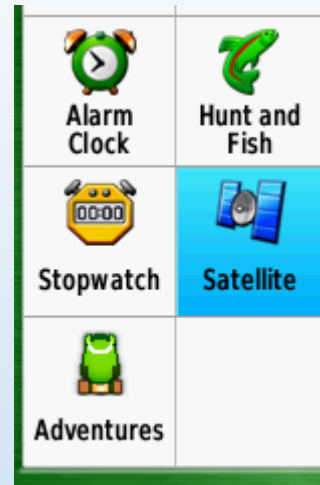 Alarm
Clock
Hunt and
Fish
00:00
Stopwatch
Satellite
Adventures